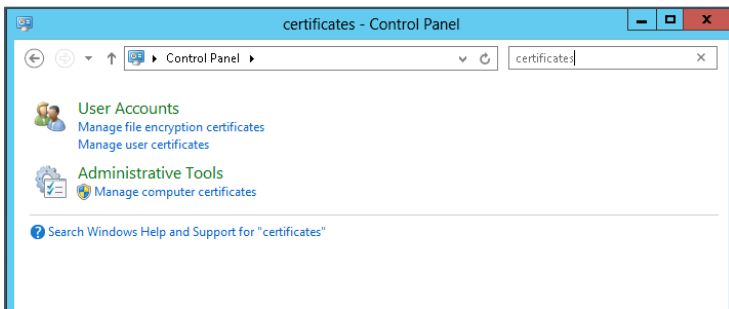 certificates - Control Panel
Control Panel
certificates
User Accounts
Manage file encryption certificates
Manage user certificates
Administrative Tools
Manage computer certificates
Search Windows Help and Support for "certificates"